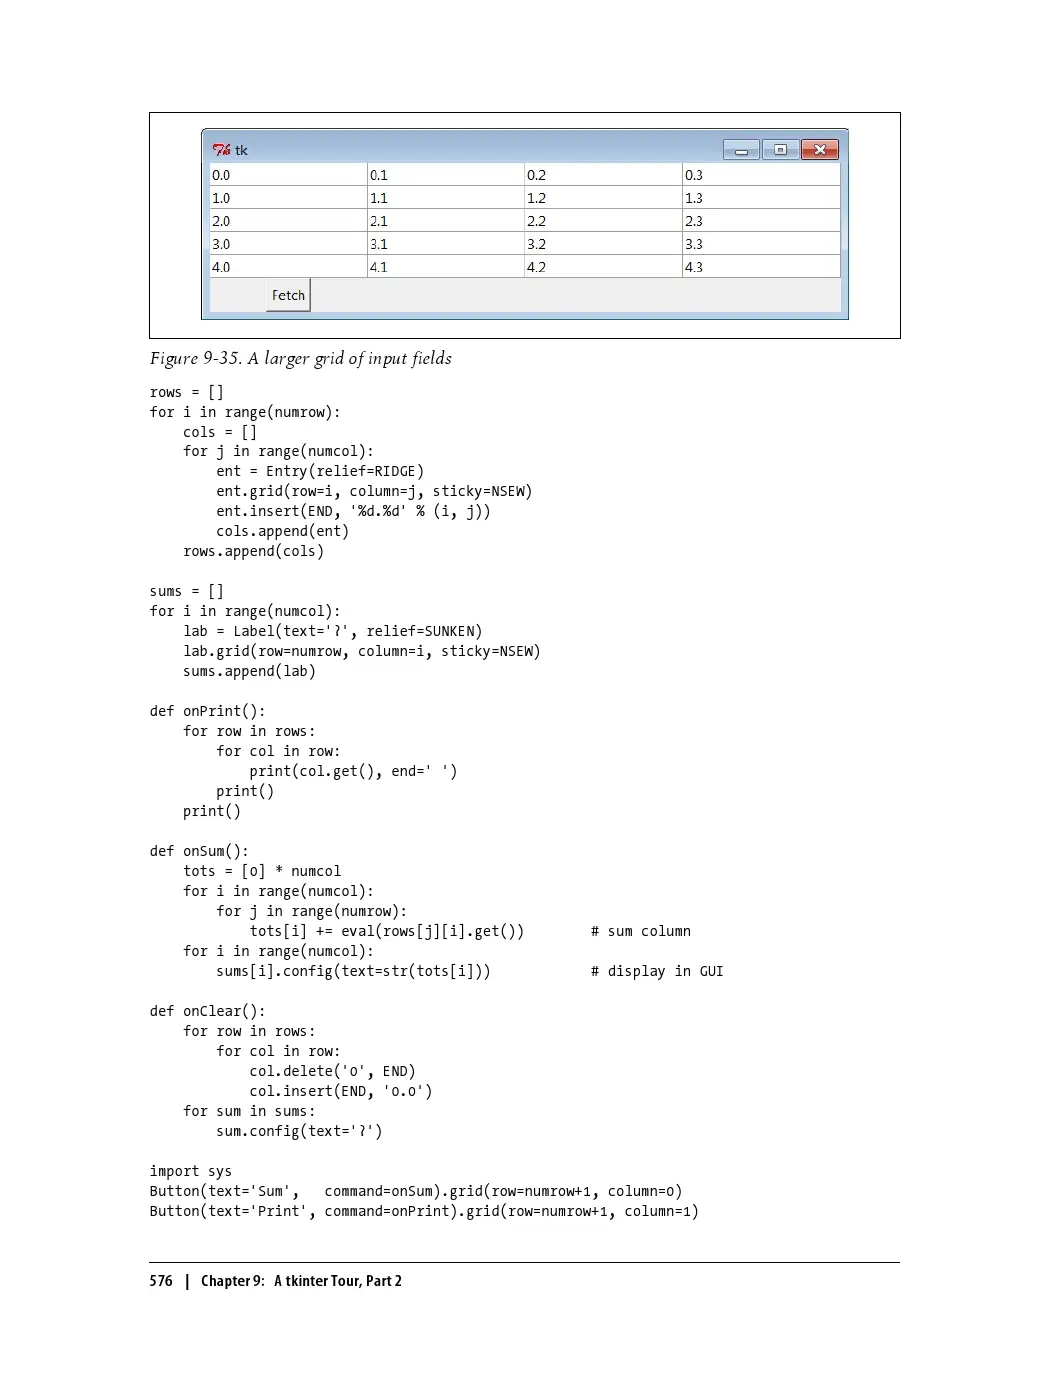 tk
0.0 0.1 0.2 0.3
1.0 1.1 1.2 1.3
2.0 2.1 2.2 2.3
3.0 3.1 3.2 3.3
4.0 4.1 4.2 4.3
Fetch
Figure 9-35. A larger grid of input fields
rows = []
for i in range(numrow):
    cols = []
    for j in range(numcol):
        ent = Entry(relief=RIDGE)
        ent.grid(row=i, column=j, sticky=NSEW)
        ent.insert(END, '%d.%d' % (i, j))
        cols.append(ent)
    rows.append(cols)

sums = []
for i in range(numcol):
    lab = Label(text='?', relief=SUNKEN)
    lab.grid(row=numrow, column=i, sticky=NSEW)
    sums.append(lab)

def onPrint():
    for row in rows:
        for col in row:
            print(col.get(), end=' ')
        print()
    print()

def onSum():
    tots = [0] * numcol
    for i in range(numcol):
        for j in range(numrow):
            tots[i] += eval(rows[j][i].get())        # sum column
    for i in range(numcol):
        sums[i].config(text=str(tots[i]))            # display in GUI

def onClear():
    for row in rows:
        for col in row:
            col.delete('0', END)
            col.insert(END, '0.0')
    for sum in sums:
        sum.config(text='?')

import sys
Button(text='Sum',   command=onSum).grid(row=numrow+1, column=0)
Button(text='Print', command=onPrint).grid(row=numrow+1, column=1)
576 | Chapter 9: A tkinter Tour, Part 2